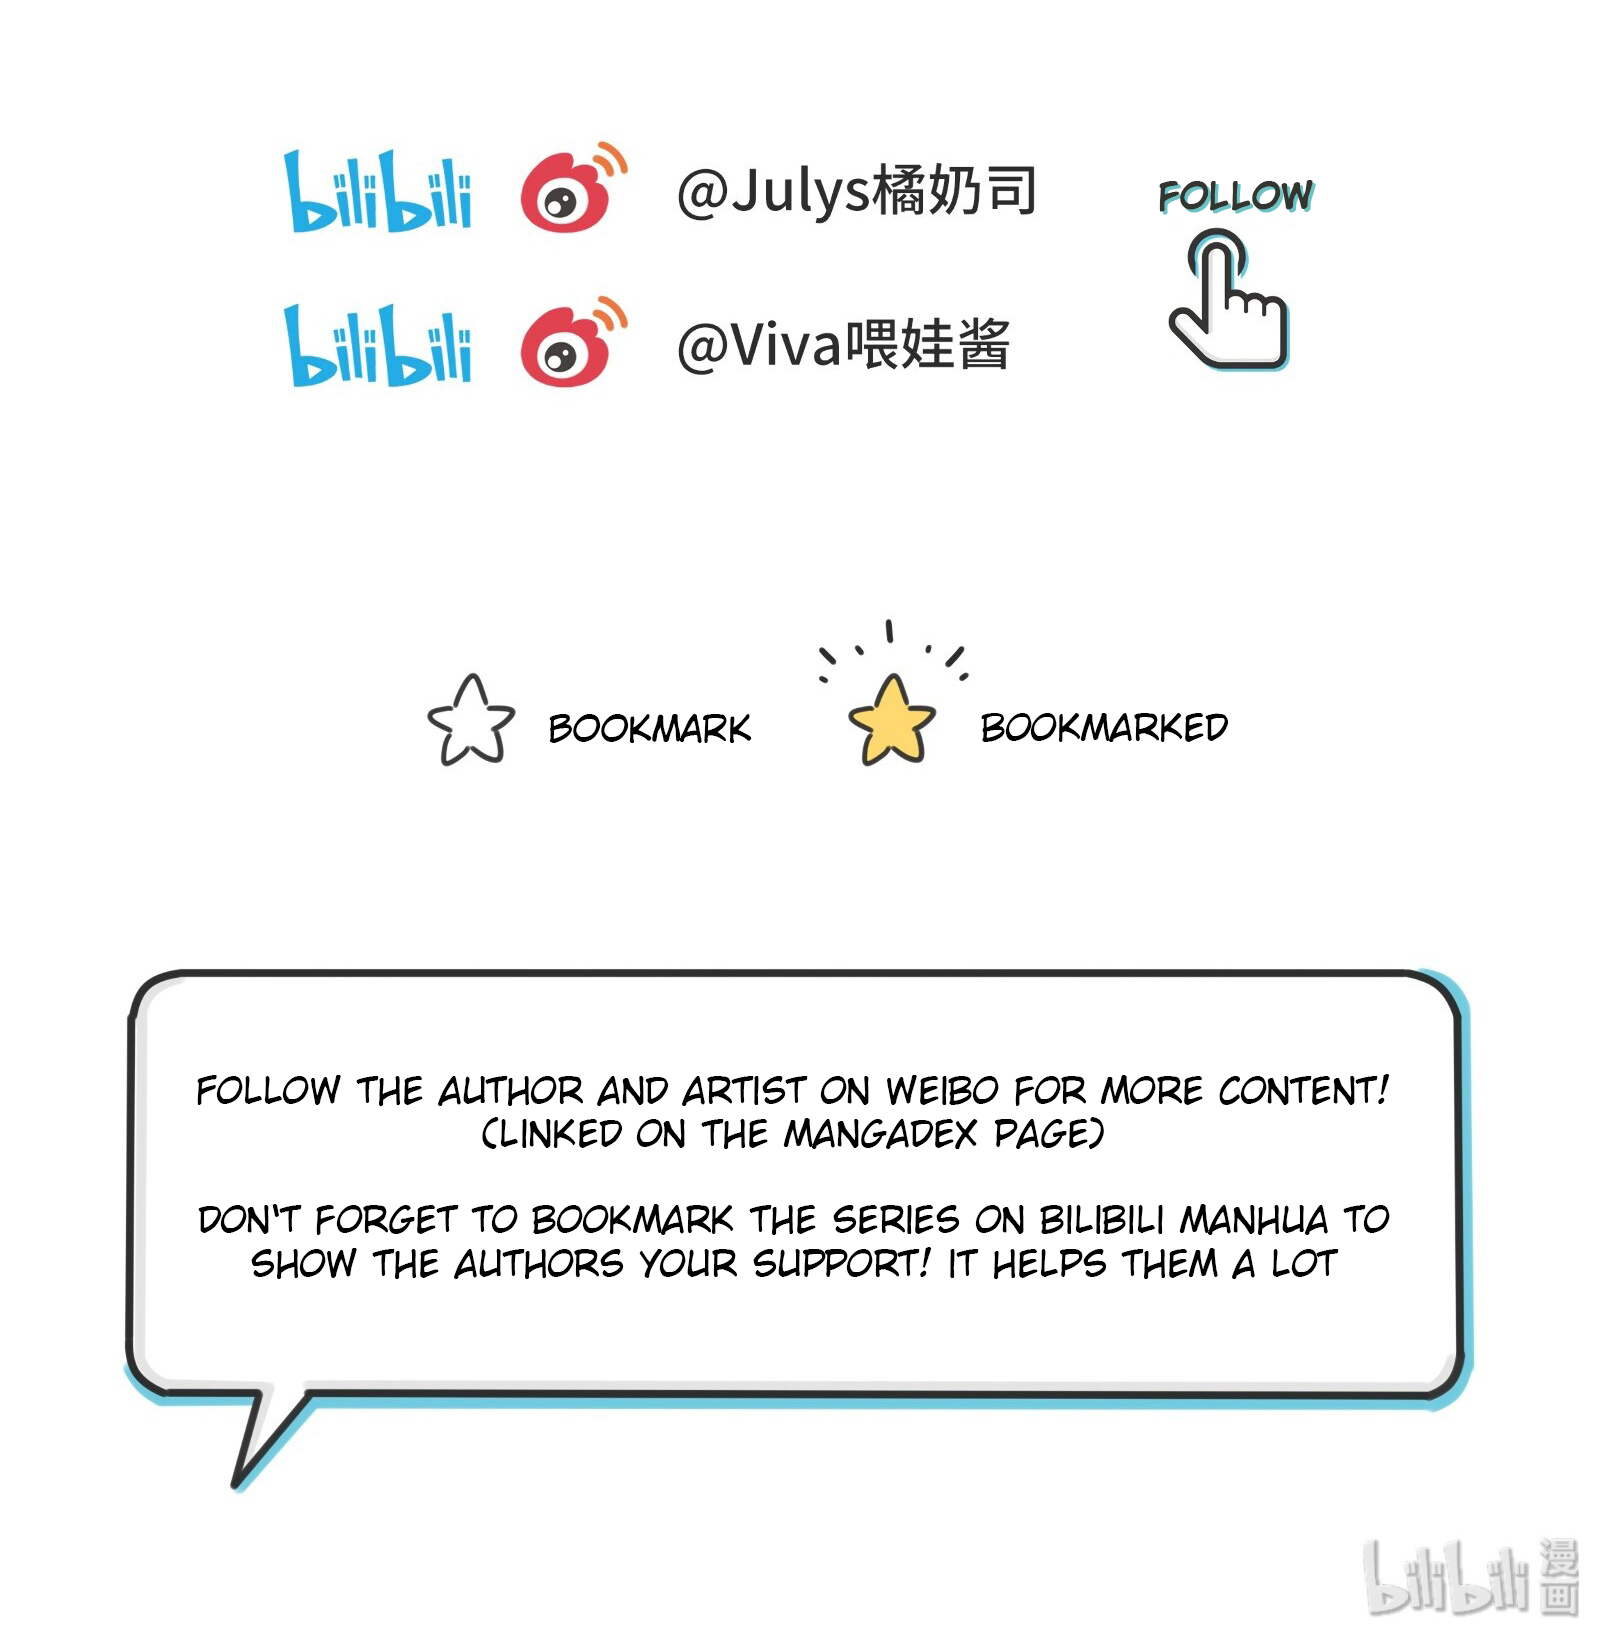 bilibili @Julys橘奶司
FOLLOW
bilibili @Viva喂娃酱
BOOKMARK
BOOKMARKED
FOLLOW THE AUTHOR AND ARTIST ON WEIBO FOR MORE CONTENT!
(LINKED ON THE MANGADEX PAGE)
DON'T FORGET TO BOOKMARK THE SERIES ON BILIBILI MANHUA TO
SHOW THE AUTHORS YOUR SUPPORT! IT HELPS THEM A LOT
bilibili 漫画